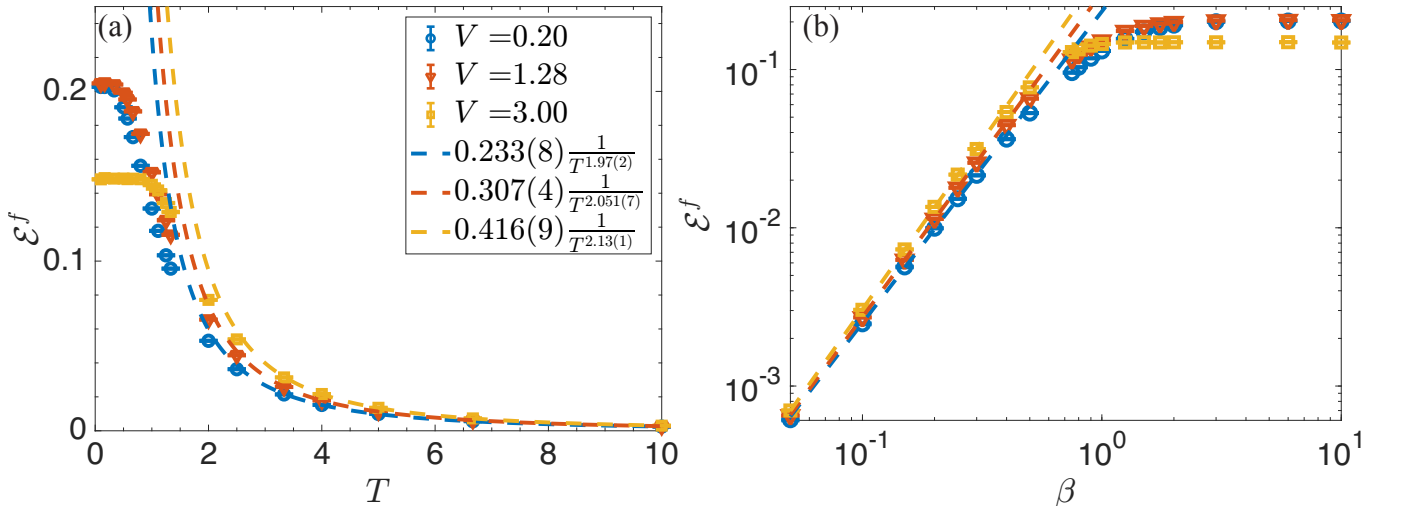 (a)
V = 0.20
V = 1.28
V = 3.00
0.233(8) 1/T^1.97(2)
0.307(4) 1/T^2.051(7)
0.416(9) 1/T^2.13(1)
0.2
0.1
0
ℰ^f
0 2 4 6 8 10
T
(b)
10^-1
10^-2
10^-3
ℰ^f
10^-1 10^0 10^1
β